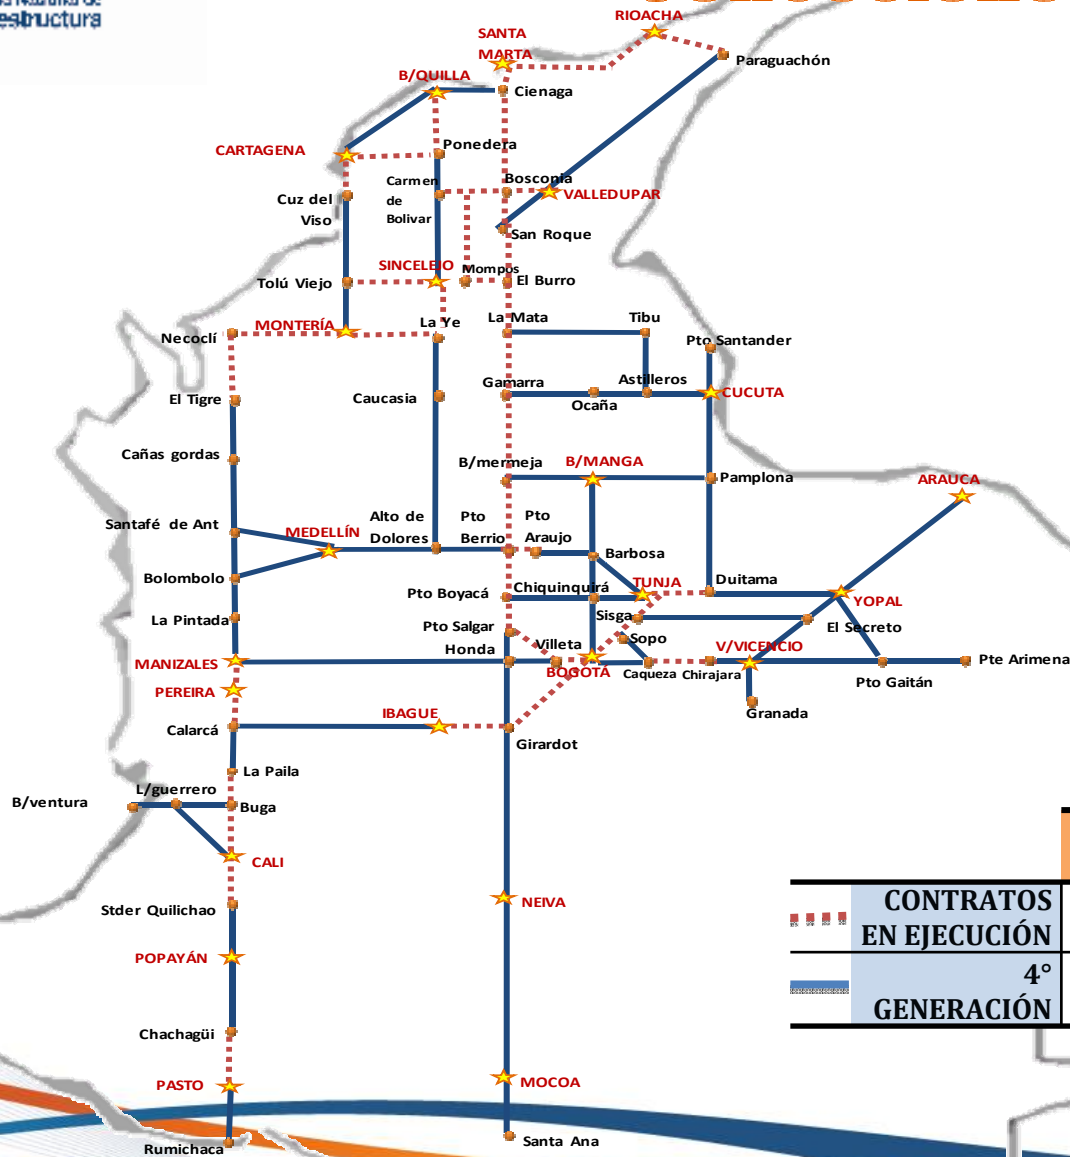 estructura
RIOACHA
SANTA
MARTA
Paraguachón
B/QUILLA
Cienaga
Ponedera
CARTAGENA
Carmen
de
Bolivar
Bosconia
VALLEDUPAR
Cuz del
Viso
San Roque
SINCELEJO
Mompos
Tolú Viejo
El Burro
MONTERÍA
La Ye
La Mata
Tibu
Necoclí
Pto Santander
Gamarra
Astilleros
CUCUTA
El Tigre
Caucasia
Ocaña
Cañas gordas
B/mermeja
B/MANGA
Pamplona
ARAUCA
Santafé de Ant
MEDELLÍN
Alto de
Dolores
Pto
Berrio
Pto
Araujo
Barbosa
Bolombolo
Pto Boyacá
Chiquinquirá
TUNJA
Duitama
YOPAL
La Pintada
Pto Salgar
Sisga
El Secreto
Villeta
Sopo
V/VICENCIO
MANIZALES
Honda
BOGOTÁ
Caqueza
Chirajara
Pte Arimena
Pto Gaitán
PEREIRA
IBAGUE
Granada
Calarcá
Girardot
La Paila
L/guerrero
B/ventura
Buga
CALI
Stder Quilichao
NEIVA
CONTRATOS
EN EJECUCIÓN
POPAYÁN
4°
GENERACIÓN
Chachagüi
PASTO
MOCOA
Rumichaca
Santa Ana